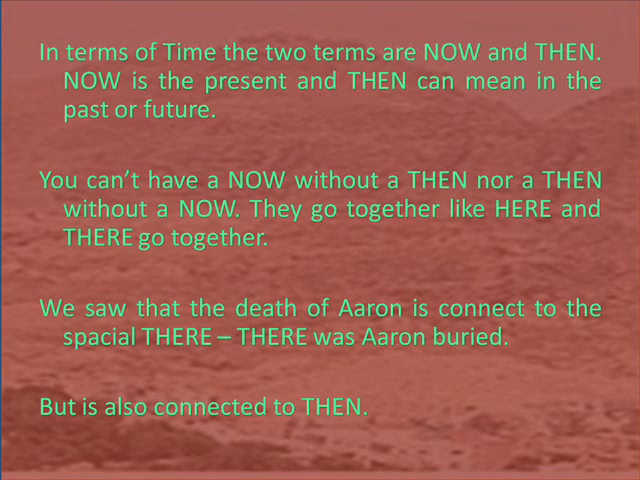 In terms of Time the two terms are NOW and THEN.
NOW is the present and THEN can mean in the
past or future.
You can’t have a NOW without a THEN nor a THEN
without a NOW. They go together like HERE and
THERE go together.
We saw that the death of Aaron is connect to the
spacial THERE – THERE was Aaron buried.
But is also connected to THEN.